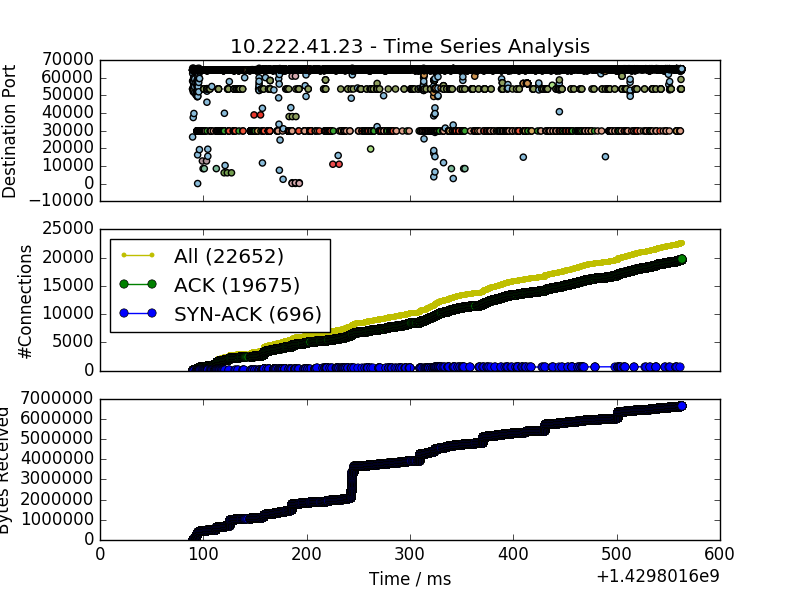 10.222.41.23 - Time Series Analysis
70000
60000
50000
40000
30000
20000
10000
0
−10000
Destination Port
25000
20000
15000
10000
5000
0
#Connections
All (22652)
ACK (19675)
SYN-ACK (696)
7000000
6000000
5000000
4000000
3000000
2000000
1000000
0
Bytes Received
0 100 200 300 400 500 600
Time / ms
+1.4298016e9